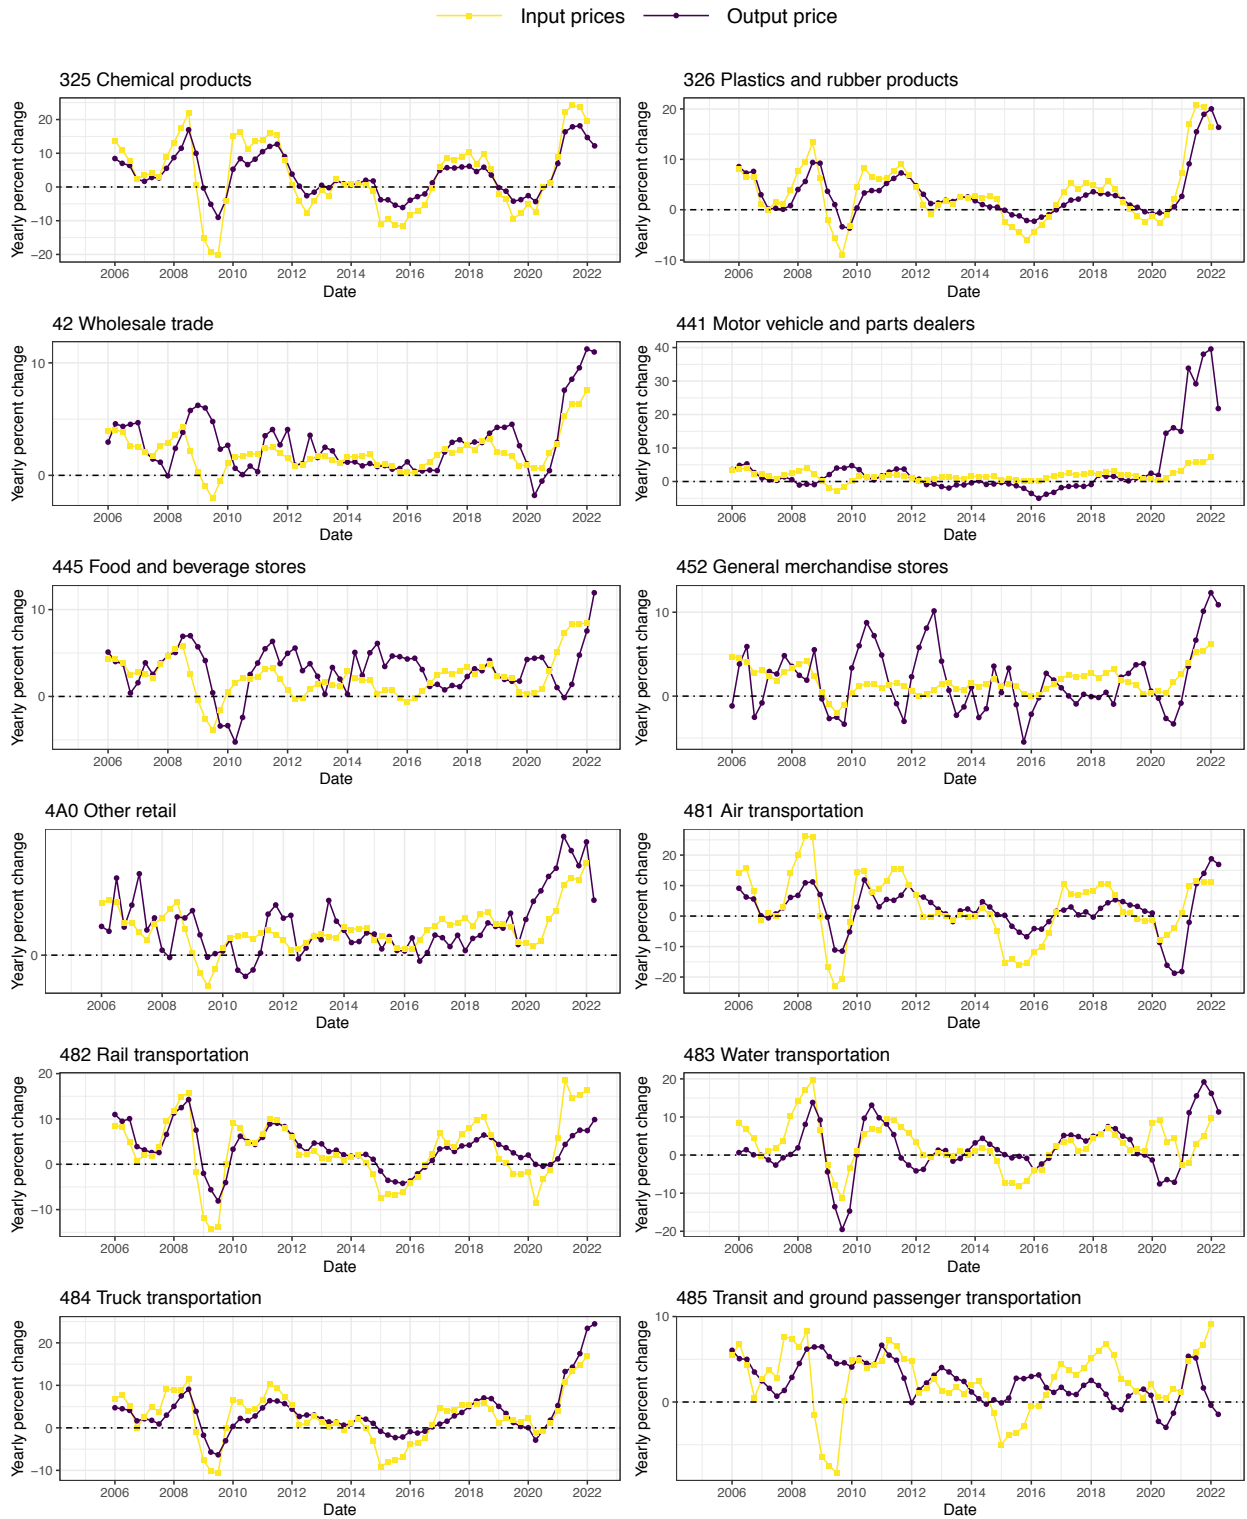 Input prices Output price
325 Chemical products
Yearly percent change
20
10
0
−10
−20
2006 2008 2010 2012 2014 2016 2018 2020 2022
Date
326 Plastics and rubber products
Yearly percent change
20
10
0
−10
2006 2008 2010 2012 2014 2016 2018 2020 2022
Date
42 Wholesale trade
Yearly percent change
10
0
2006 2008 2010 2012 2014 2016 2018 2020 2022
Date
441 Motor vehicle and parts dealers
Yearly percent change
40
30
20
10
0
2006 2008 2010 2012 2014 2016 2018 2020 2022
Date
445 Food and beverage stores
Yearly percent change
10
0
2006 2008 2010 2012 2014 2016 2018 2020 2022
Date
452 General merchandise stores
Yearly percent change
10
0
2006 2008 2010 2012 2014 2016 2018 2020 2022
Date
4A0 Other retail
Yearly percent change
0
2006 2008 2010 2012 2014 2016 2018 2020 2022
Date
481 Air transportation
Yearly percent change
20
10
0
−10
−20
2006 2008 2010 2012 2014 2016 2018 2020 2022
Date
482 Rail transportation
Yearly percent change
20
10
0
−10
2006 2008 2010 2012 2014 2016 2018 2020 2022
Date
483 Water transportation
Yearly percent change
20
10
0
−10
−20
2006 2008 2010 2012 2014 2016 2018 2020 2022
Date
484 Truck transportation
Yearly percent change
20
10
0
−10
2006 2008 2010 2012 2014 2016 2018 2020 2022
Date
485 Transit and ground passenger transportation
Yearly percent change
10
0
2006 2008 2010 2012 2014 2016 2018 2020 2022
Date